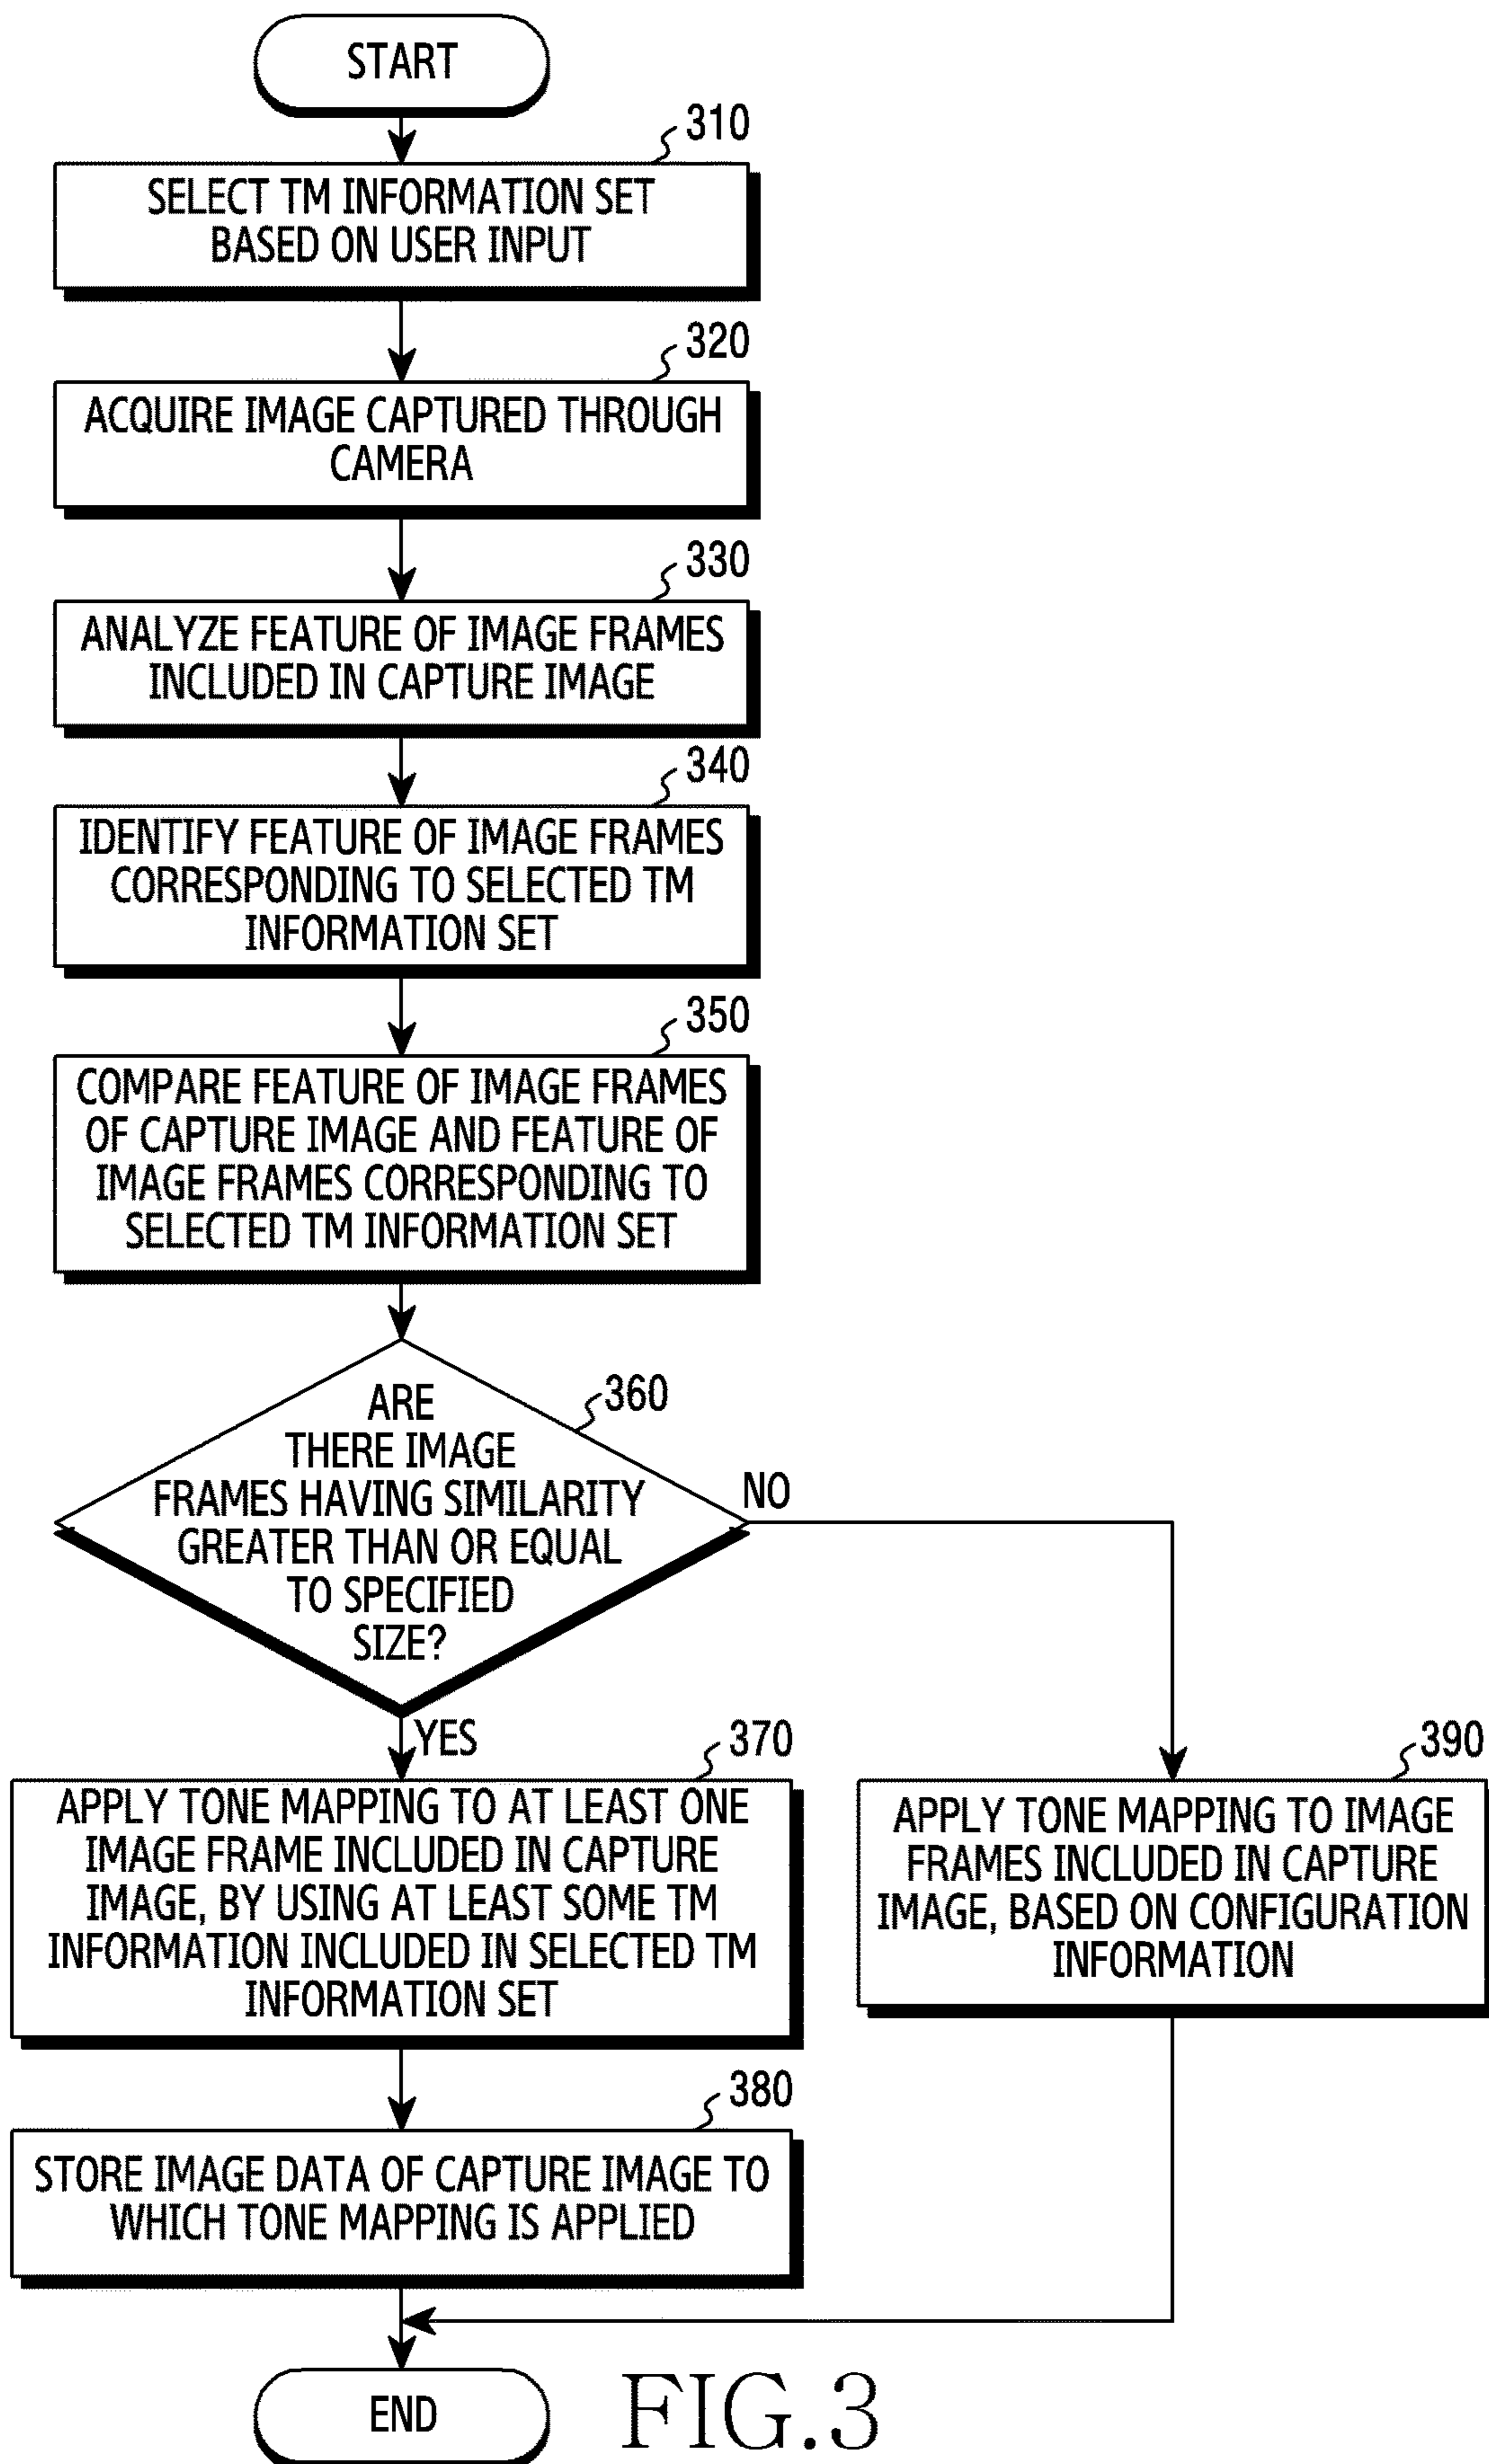 START
310
SELECT TM INFORMATION SET
BASED ON USER INPUT
320
ACQUIRE IMAGE CAPTURED THROUGH
CAMERA
330
ANALYZE FEATURE OF IMAGE FRAMES
INCLUDED IN CAPTURE IMAGE
340
IDENTIFY FEATURE OF IMAGE FRAMES
CORRESPONDING TO SELECTED TM
INFORMATION SET
350
COMPARE FEATURE OF IMAGE FRAMES
OF CAPTURE IMAGE AND FEATURE OF
IMAGE FRAMES CORRESPONDING TO
SELECTED TM INFORMATION SET
360
ARE
THERE IMAGE
FRAMES HAVING SIMILARITY
GREATER THAN OR EQUAL
TO SPECIFIED
SIZE?
NO
YES
370
APPLY TONE MAPPING TO AT LEAST ONE
IMAGE FRAME INCLUDED IN CAPTURE
IMAGE, BY USING AT LEAST SOME TM
INFORMATION INCLUDED IN SELECTED TM
INFORMATION SET
390
APPLY TONE MAPPING TO IMAGE
FRAMES INCLUDED IN CAPTURE
IMAGE, BASED ON CONFIGURATION
INFORMATION
380
STORE IMAGE DATA OF CAPTURE IMAGE TO
WHICH TONE MAPPING IS APPLIED
END
FIG.3